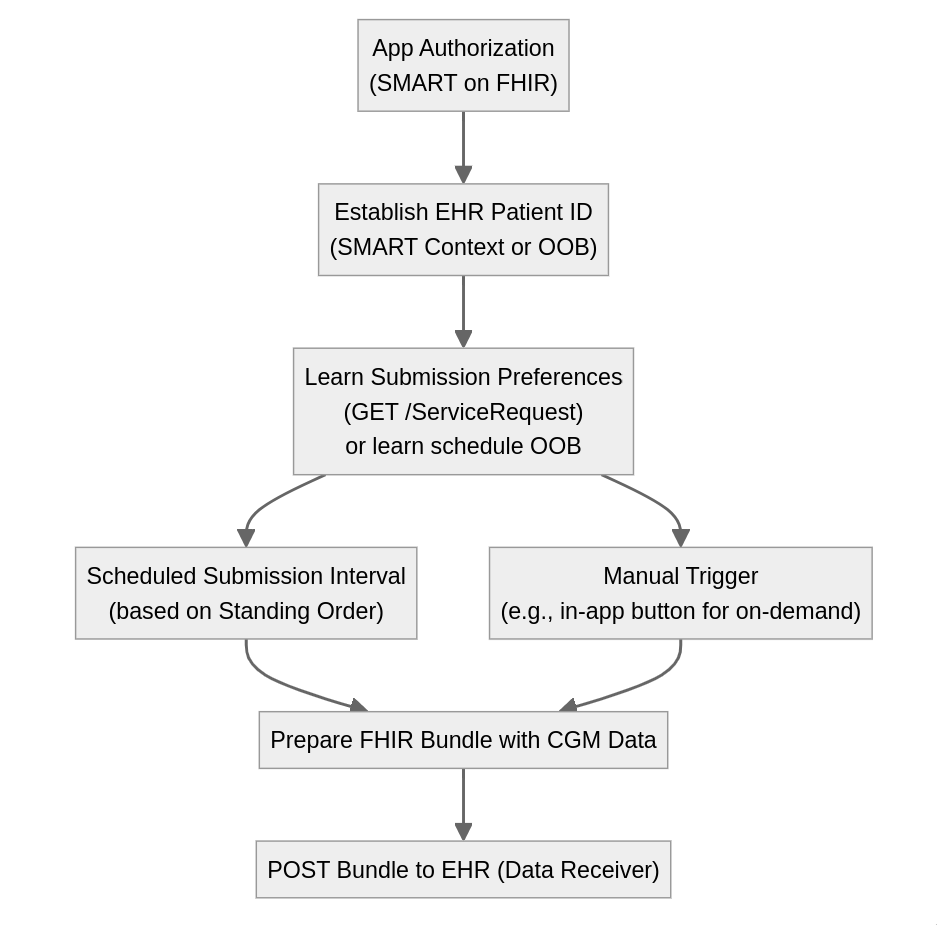 App Authorization
(SMART on FHIR)
Establish EHR Patient ID
(SMART Context or OOB)
Learn Submission Preferences
(GET /ServiceRequest)
or learn schedule OOB
Scheduled Submission Interval
(based on Standing Order)
Manual Trigger
(e.g., in-app button for on-demand)
Prepare FHIR Bundle with CGM Data
POST Bundle to EHR (Data Receiver)